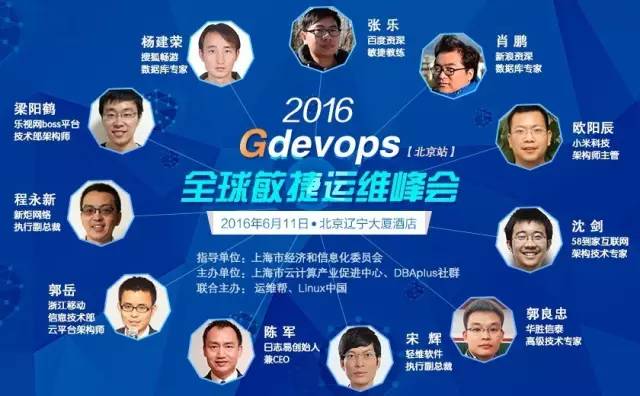 杨建荣
搜狐畅游
数据库专家
张 乐
百度资深
敏捷教练
肖 鹏
新浪资深
数据库专家
梁阳鹤
乐视网boss平台
技术部架构师
2016
Gdevops
【北京站】
全球敏捷运维峰会
2016年6月11日•北京辽宁大厦酒店
欧阳辰
小米科技
架构师主管
程永新
新炬网络
执行副总裁
沈 剑
58到家互联网
架构技术专家
指导单位：上海市经济和信息化委员会
主办单位：上海市云计算产业促进中心、DBAplus社群
联合主办：运维帮、Linux中国
郭岳
浙江移动
信息技术部
云平台架构师
陈 军
日志易创始人
兼CEO
宋 辉
轻维软件
执行副总裁
郭良忠
华胜信泰
高级技术专家